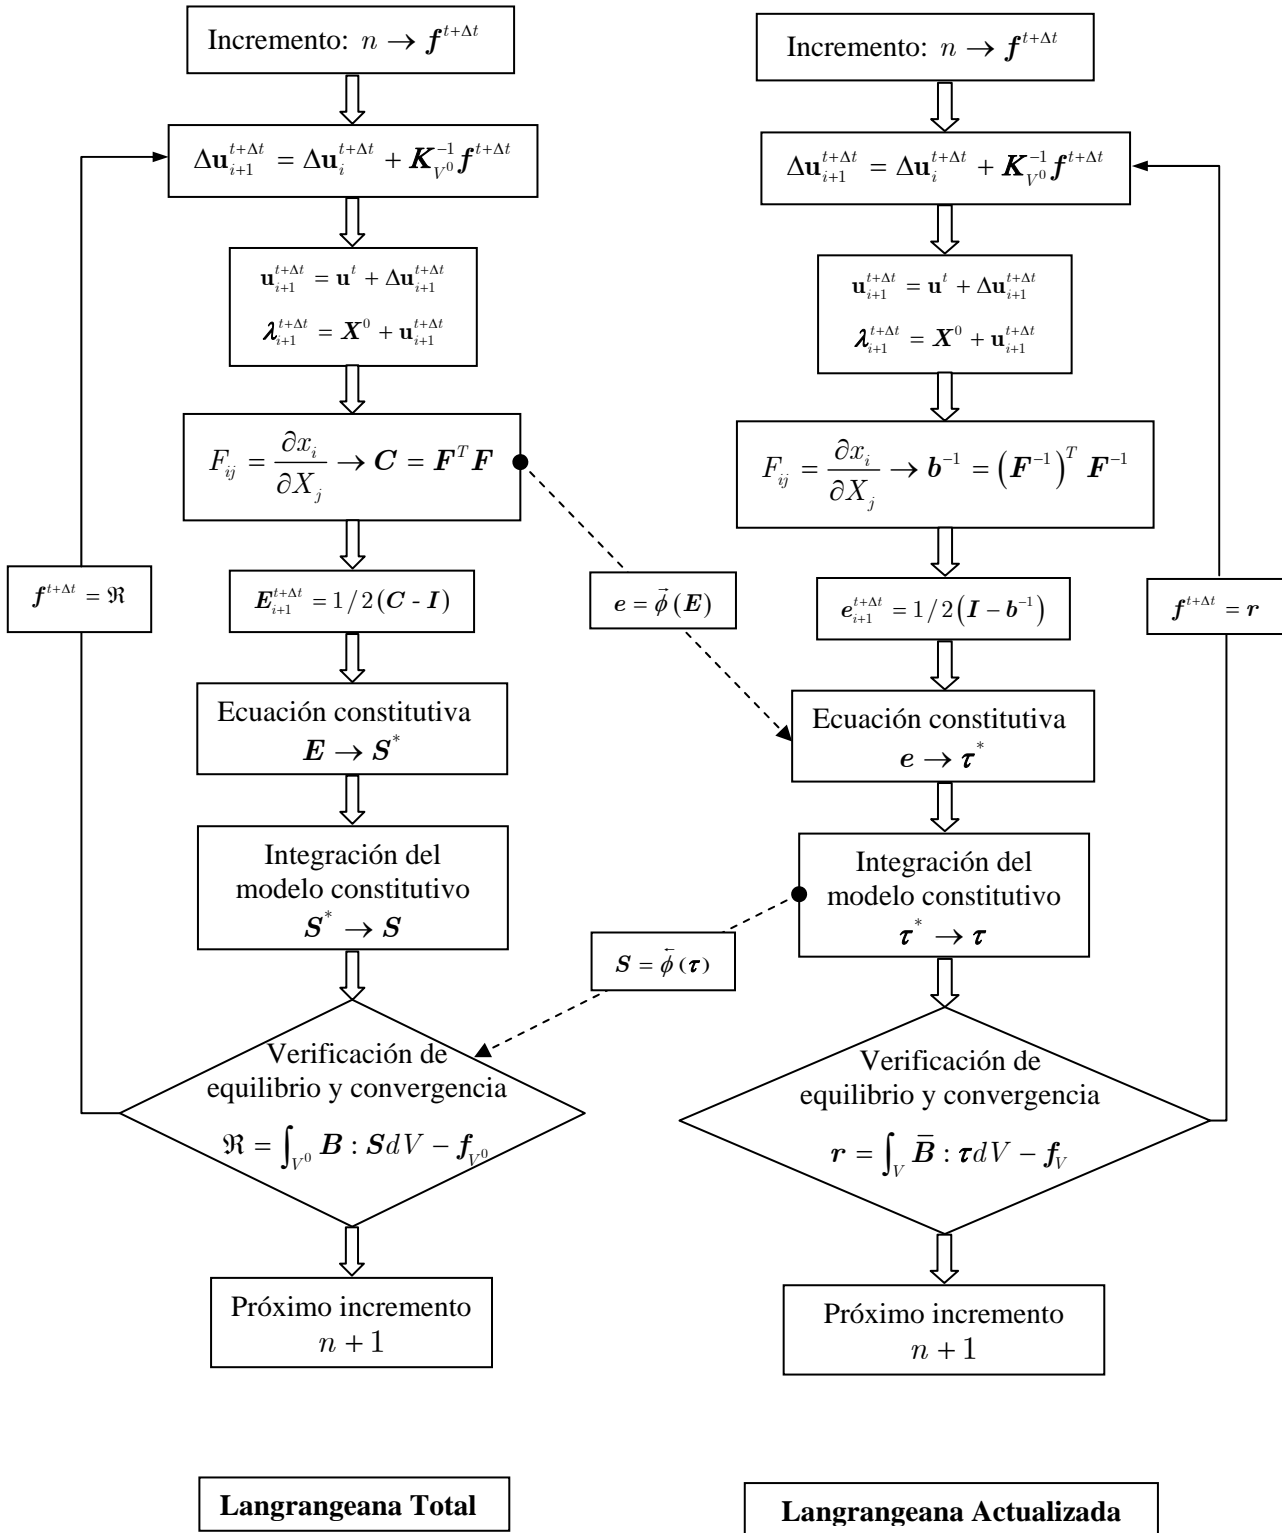 Incremento: n → f^{t+Δt}
Δu_{i+1}^{t+Δt} = Δu_i^{t+Δt} + K_{V^0}^{-1} f^{t+Δt}
u_{i+1}^{t+Δt} = u^t + Δu_{i+1}^{t+Δt}
λ_{i+1}^{t+Δt} = X^0 + u_{i+1}^{t+Δt}
F_{ij} = ∂x_i / ∂X_j → C = F^T F
E_{i+1}^{t+Δt} = 1/2(C - I)
Ecuación constitutiva
E → S^*
Integración del
modelo constitutivo
S^* → S
Verificación de
equilibrio y convergencia
ℜ = ∫_{V^0} B : S dV − f_{V^0}
Próximo incremento
n + 1
Langrangeana Total
f^{t+Δt} = ℜ
e = \vec{ϕ}(E)
S = \overleftarrow{ϕ}(τ)
Incremento: n → f^{t+Δt}
Δu_{i+1}^{t+Δt} = Δu_i^{t+Δt} + K_{V^0}^{-1} f^{t+Δt}
u_{i+1}^{t+Δt} = u^t + Δu_{i+1}^{t+Δt}
λ_{i+1}^{t+Δt} = X^0 + u_{i+1}^{t+Δt}
F_{ij} = ∂x_i / ∂X_j → b^{-1} = (F^{-1})^T F^{-1}
e_{i+1}^{t+Δt} = 1/2(I − b^{-1})
Ecuación constitutiva
e → τ^*
Integración del
modelo constitutivo
τ^* → τ
Verificación de
equilibrio y convergencia
r = ∫_V \bar{B} : τ dV − f_V
Próximo incremento
n + 1
Langrangeana Actualizada
f^{t+Δt} = r